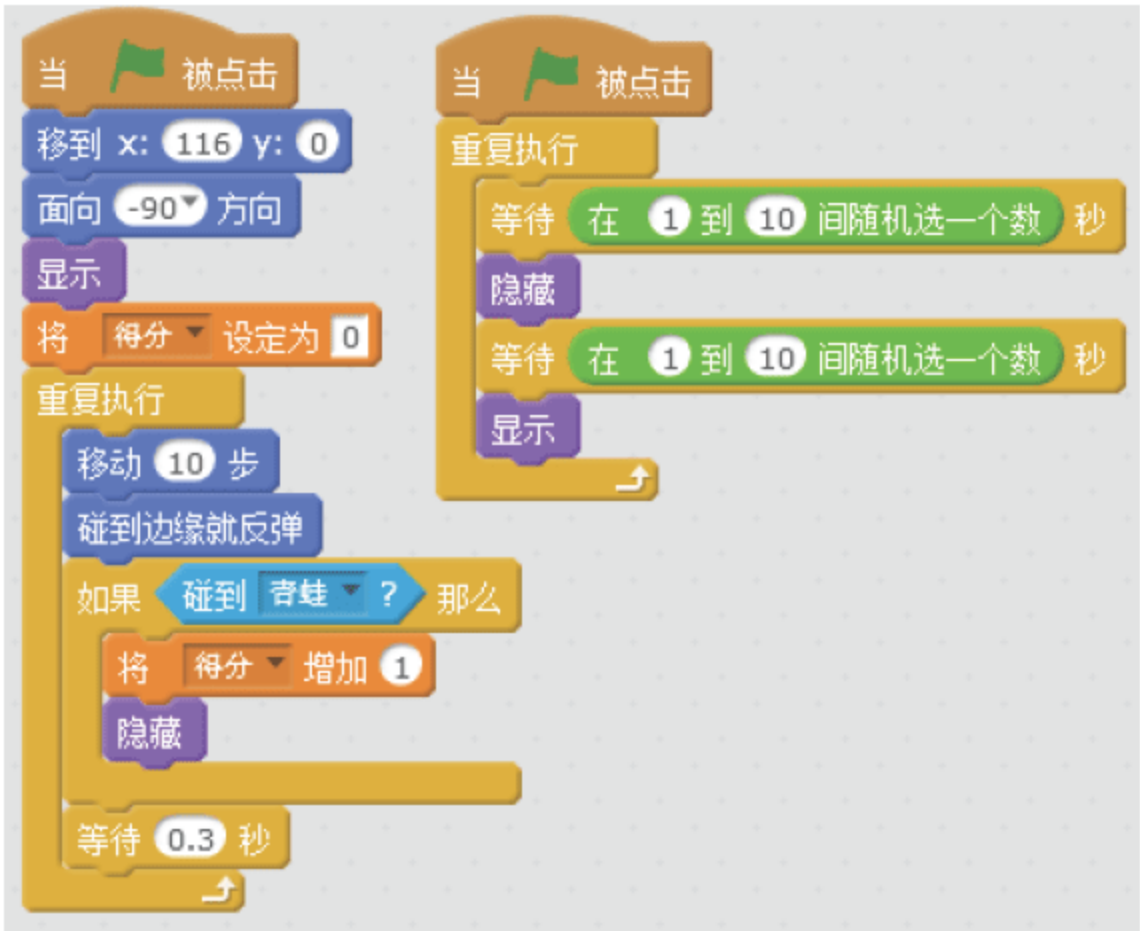 当 被点击
移到 x: 116 y: 0
面向 -90 方向
显示
将 得分 设定为 0
重复执行
移动 10 步
碰到边缘就反弹
如果 碰到 青蛙 ? 那么
将 得分 增加 1
隐藏
等待 0.3 秒
当 被点击
重复执行
等待 在 1 到 10 间随机选一个数 秒
隐藏
等待 在 1 到 10 间随机选一个数 秒
显示